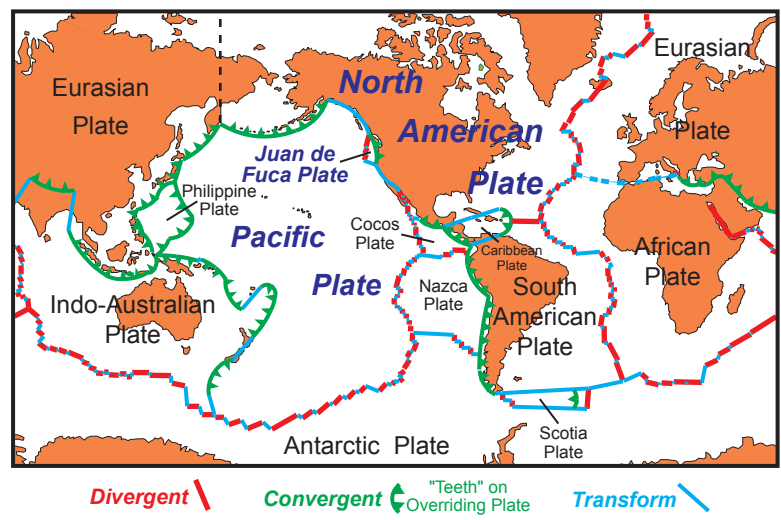 Eurasian
Plate
North
American
Plate
Eurasian
Plate
Juan de
Fuca Plate
Philippine
Plate
Pacific
Plate
Cocos
Plate
Caribbean
Plate
African
Plate
Nazca
Plate
South
American
Plate
Indo-Australian
Plate
Antarctic Plate
Scotia
Plate
Divergent
Convergent
"Teeth" on
Overriding Plate
Transform